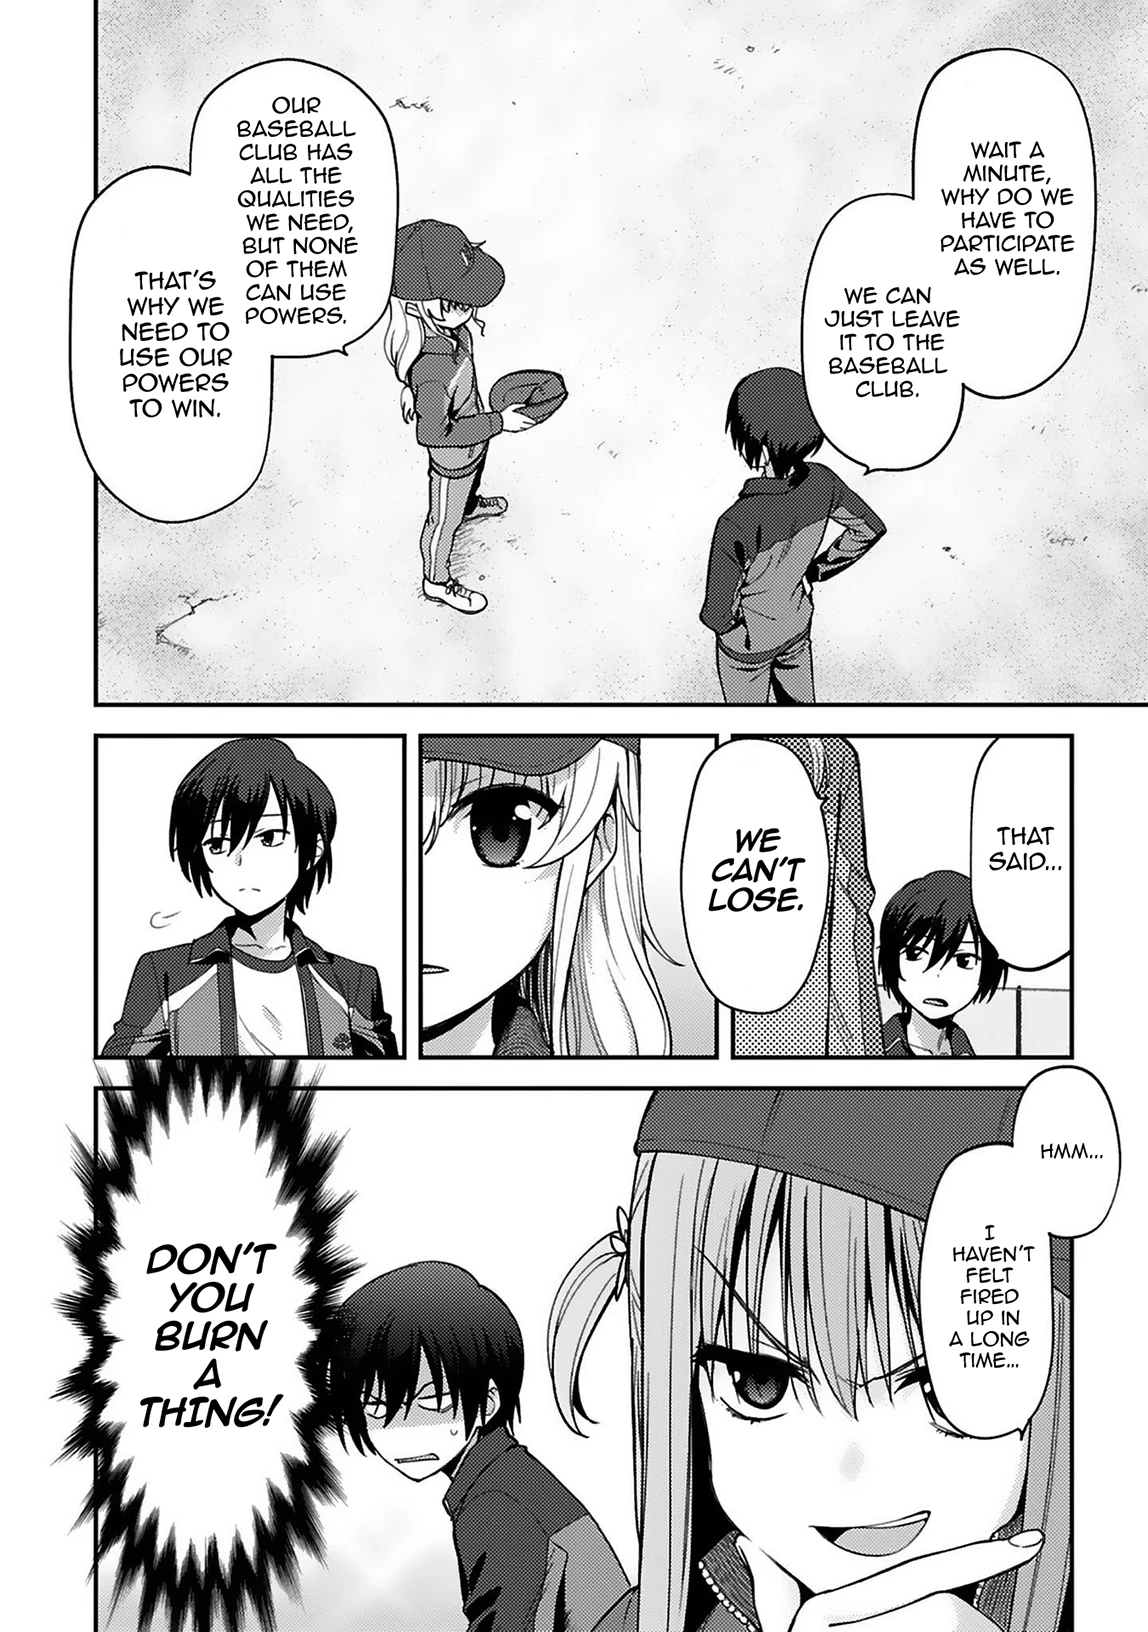 WAIT A
MINUTE,
WHY DO WE
HAVE TO
PARTICIPATE
AS WELL.
WE CAN
JUST LEAVE
IT TO THE
BASEBALL
CLUB.
OUR
BASEBALL
CLUB HAS
ALL THE
QUALITIES
WE NEED,
BUT NONE
OF THEM
CAN USE
POWERS.
THAT'S
WHY WE
NEED TO
USE OUR
POWERS
TO WIN.
THAT
SAID...
WE
CAN'T
LOSE.
HMM...
I
HAVEN'T
FELT
FIRED
UP IN
A LONG
TIME...
DON'T
YOU
BURN
A
THING!